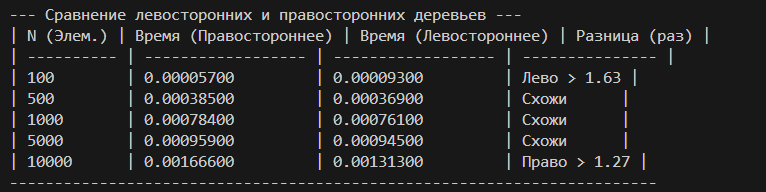 --- Сравнение левосторонних и правосторонних деревьев ---
| N (Элем.) | Время (Правостороннее) | Время (Левостороннее) | Разница (раз) |
| ---------- | ----------------- | ----------------- | --------------- |
| 100        | 0.00005700        | 0.00009300        | Лево > 1.63 |
| 500        | 0.00038500        | 0.00036900        | Схожи      |
| 1000       | 0.00078400        | 0.00076100        | Схожи      |
| 5000       | 0.00095900        | 0.00094500        | Схожи      |
| 10000      | 0.00166600        | 0.00131300        | Право > 1.27 |
-----------------------------------------------------------------------